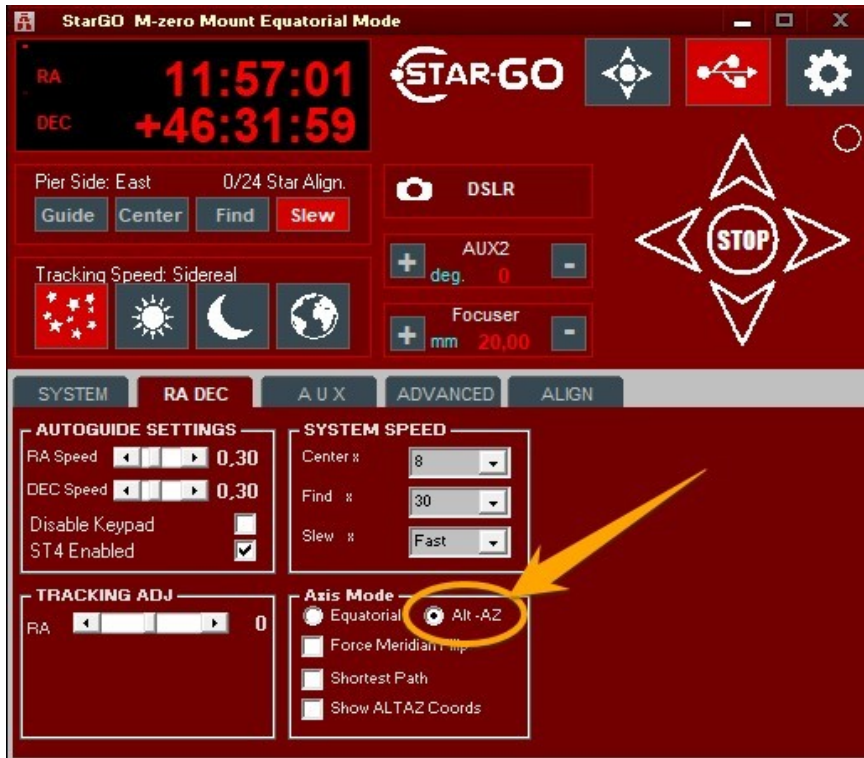 StarGO M-zero Mount Equatorial Mode
RA 11:57:01
DEC +46:31:59
STAR-GO
Pier Side: East 0/24 Star Align.
Guide Center Find Slew
DSLR
STOP
AUX2
+ deg. 0 -
Tracking Speed: Sidereal
Focuser
+ mm 20,00 -
SYSTEM RA DEC A U X ADVANCED ALIGN
AUTOGUIDE SETTINGS
RA Speed 0,30
DEC Speed 0,30
Disable Keypad
ST4 Enabled
SYSTEM SPEED
Center x 8
Find x 30
Slew x Fast
TRACKING ADJ
RA 0
Axis Mode
Equatorial Alt-AZ
Force Meridian Flip
Shortest Path
Show ALTAZ Coords